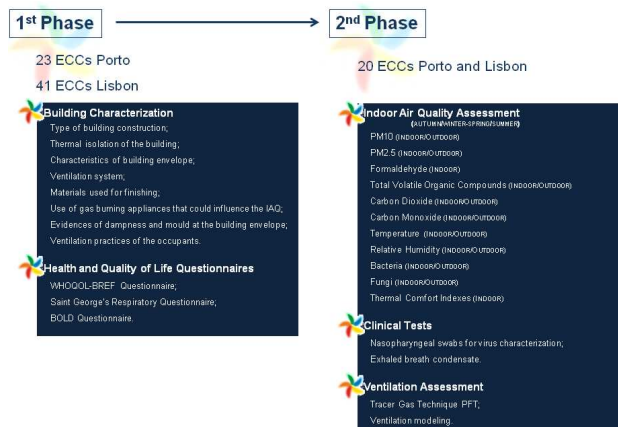 1st Phase
23 ECCs Porto
41 ECCs Lisbon
Building Characterization
Type of building construction;
Thermal isolation of the building;
Characteristics of building envelope;
Ventilation system;
Materials used for finishing;
Use of gas burning appliances that could influence the IAQ;
Evidences of dampness and mould at the building envelope;
Ventilation practices of the occupants.
Health and Quality of Life Questionnaires
WHOQOL-BREF Questionnaire;
Saint George's Respiratory Questionnaire;
BOLD Questionnaire.
2nd Phase
20 ECCs Porto and Lisbon
Indoor Air Quality Assessment
(AUTUMN/WINTER-SPRING/SUMMER)
PM10 (INDOOR/OUTDOOR)
PM2.5 (INDOOR/OUTDOOR)
Formaldehyde (INDOOR)
Total Volatile Organic Compounds (INDOOR/OUTDOOR)
Carbon Dioxide (INDOOR/OUTDOOR)
Carbon Monoxide (INDOOR/OUTDOOR)
Temperature (INDOOR/OUTDOOR)
Relative Humidity (INDOOR/OUTDOOR)
Bacteria (INDOOR/OUTDOOR)
Fungi (INDOOR/OUTDOOR)
Thermal Comfort Indexes (INDOOR)
Clinical Tests
Nasopharyngeal swabs for virus characterization;
Exhaled breath condensate.
Ventilation Assessment
Tracer Gas Technique PFT;
Ventilation modeling.